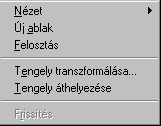 Nézet
Új ablak
Felosztás
Tengely transzformálása...
Tengely áthelyezése
Frissítés